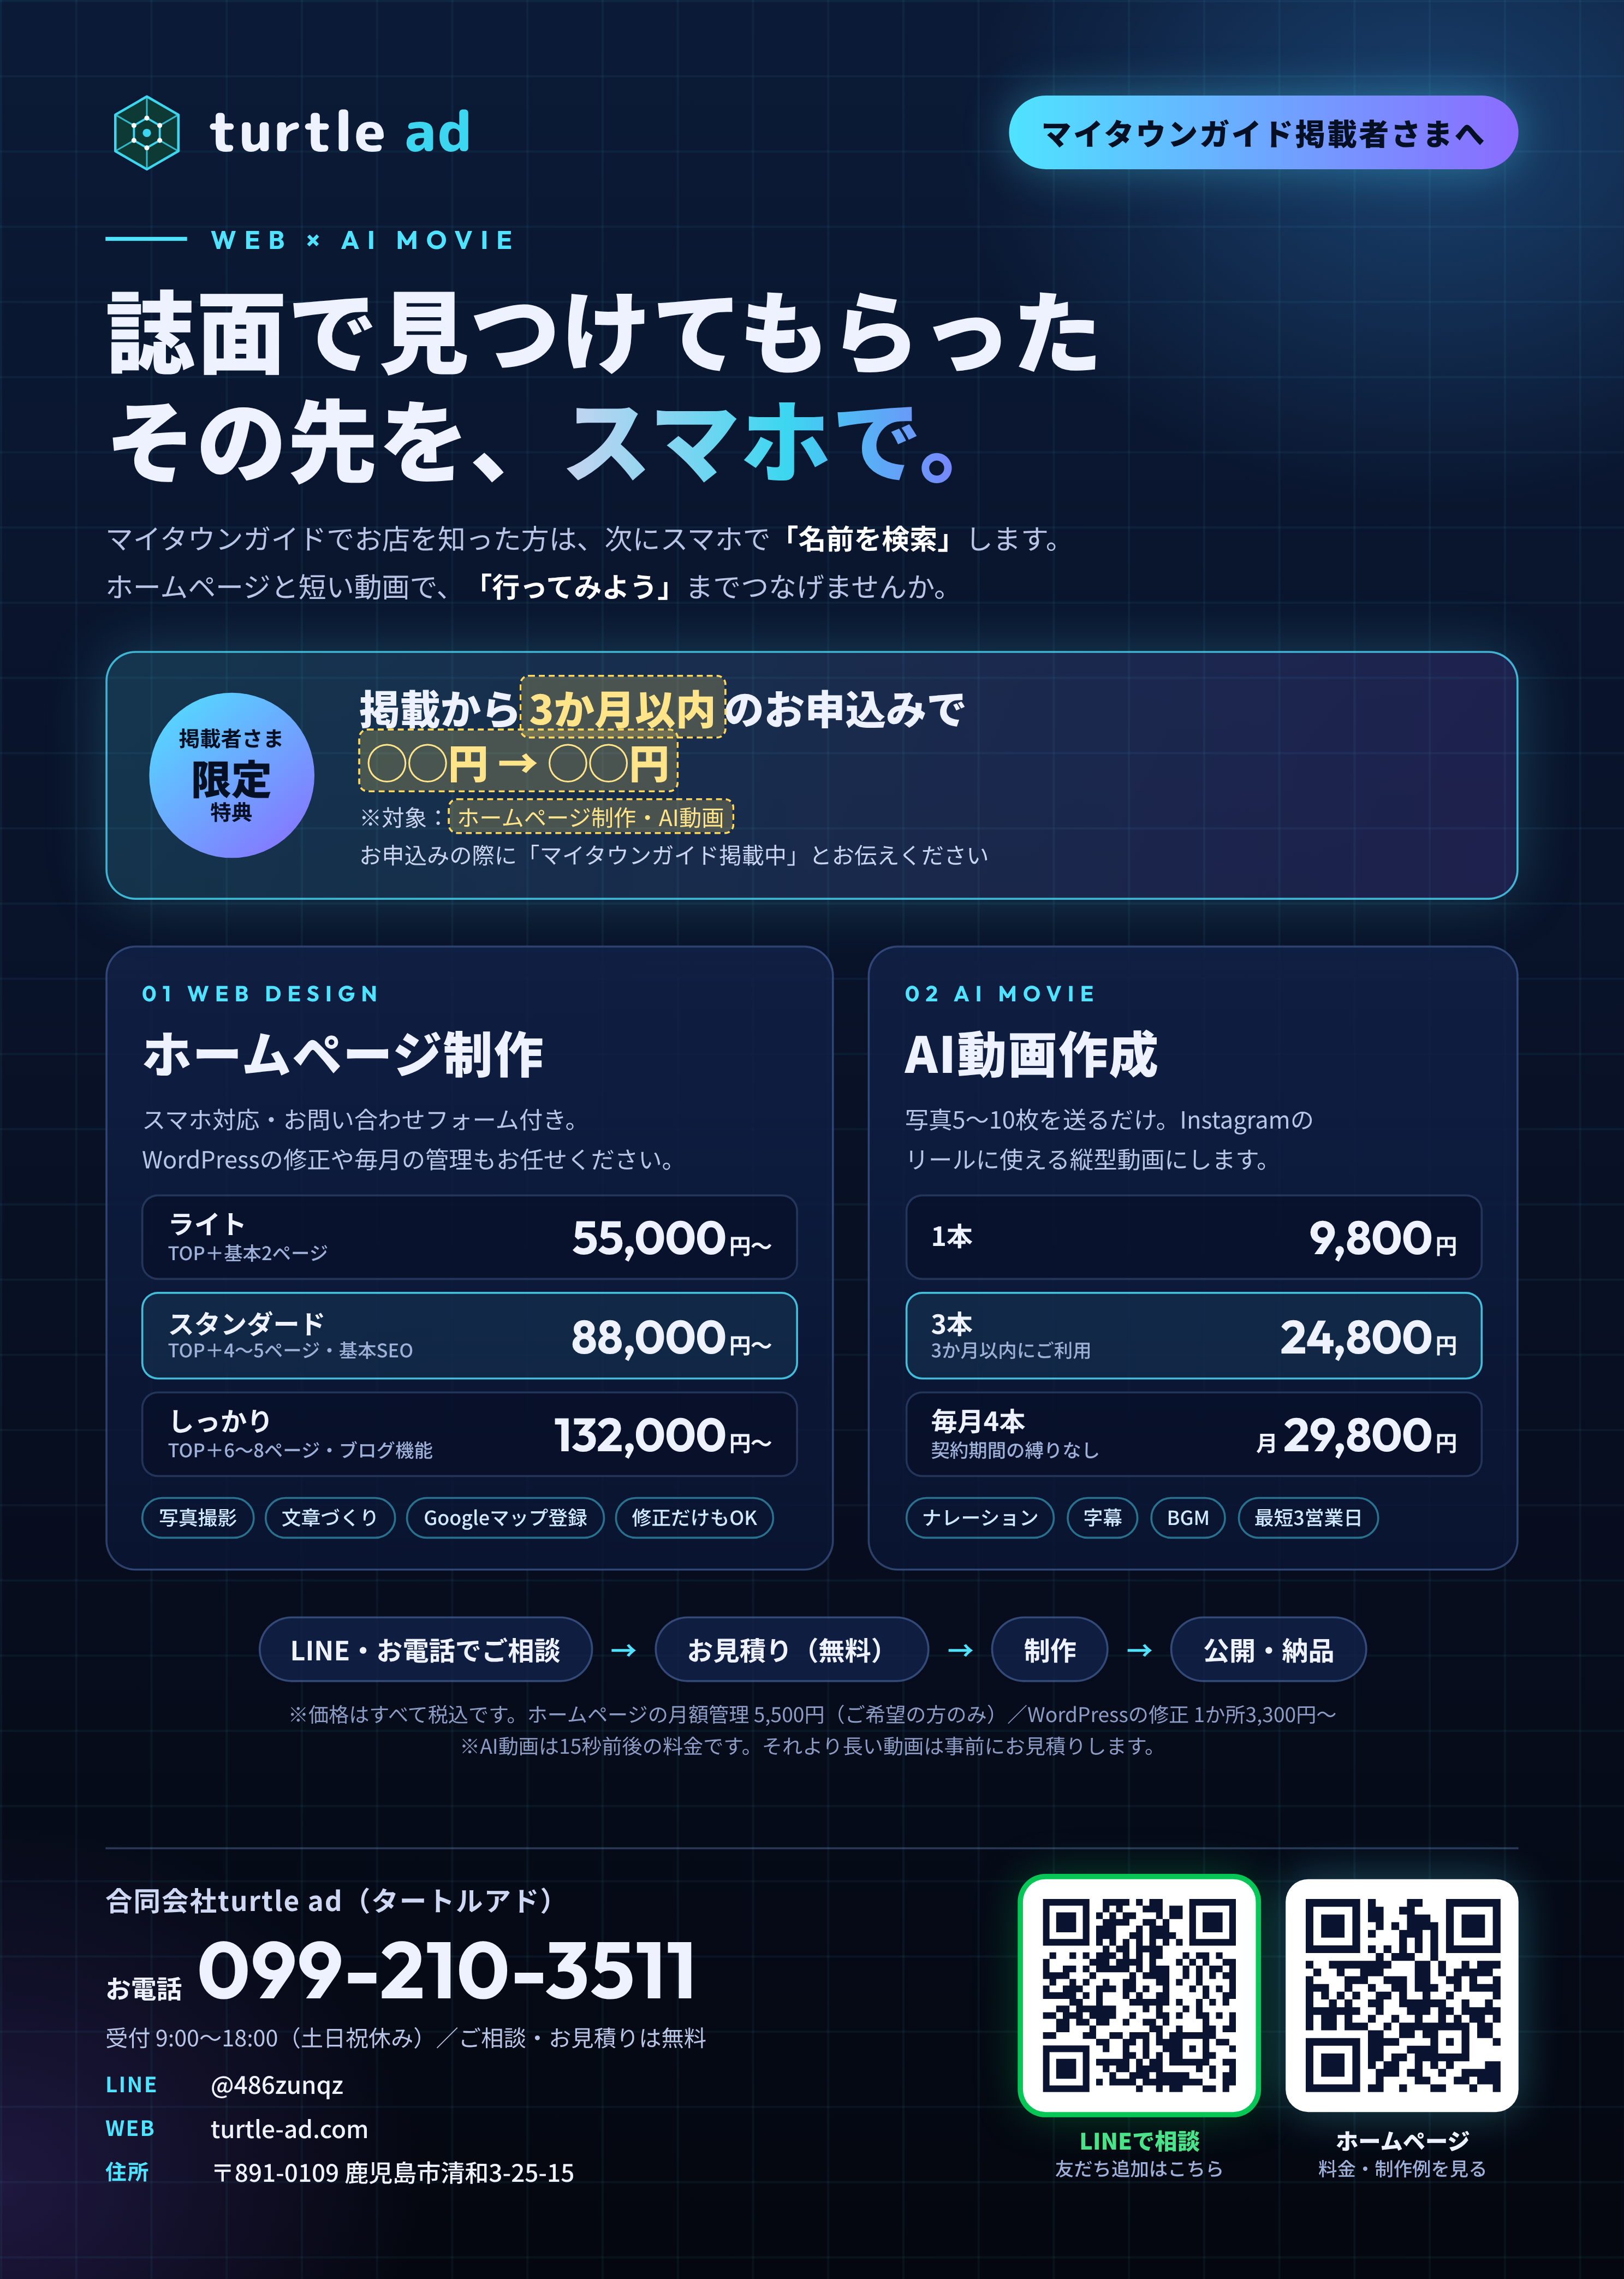 turtle ad
マイタウンガイド掲載者さまへ
WEB × AI MOVIE
誌面で見つけてもらった
その先を、スマホで。
マイタウンガイドでお店を知った方は、次にスマホで「名前を検索」します。
ホームページと短い動画で、「行ってみよう」までつなげませんか。
掲載者さま
限定
特典
掲載から3か月以内のお申込みで
〇〇円→〇〇円
※対象：ホームページ制作・AI動画
お申込みの際に「マイタウンガイド掲載中」とお伝えください
01 WEB DESIGN
ホームページ制作
スマホ対応・お問い合わせフォーム付き。
WordPressの修正や毎月の管理もお任せください。
ライト
TOP＋基本2ページ
55,000円〜
スタンダード
TOP＋4〜5ページ・基本SEO
88,000円〜
しっかり
TOP＋6〜8ページ・ブログ機能
132,000円〜
写真撮影 文章づくり Googleマップ登録 修正だけもOK
02 AI MOVIE
AI動画作成
写真5〜10枚を送るだけ。Instagramの
リールに使える縦型動画にします。
1本
9,800円
3本
3か月以内にご利用
24,800円
毎月4本
契約期間の縛りなし
月29,800円
ナレーション 字幕 BGM 最短3営業日
LINE・お電話でご相談 → お見積り（無料） → 制作 → 公開・納品
※価格はすべて税込です。ホームページの月額管理 5,500円（ご希望の方のみ）／WordPressの修正 1か所3,300円〜
※AI動画は15秒前後の料金です。それより長い動画は事前にお見積りします。
合同会社turtle ad（タートルアド）
お電話 099-210-3511
受付 9:00〜18:00（土日祝休み）／ご相談・お見積りは無料
LINE @486zunqz
WEB turtle-ad.com
住所 〒891-0109 鹿児島市清和3-25-15
LINEで相談
友だち追加はこちら
ホームページ
料金・制作例を見る